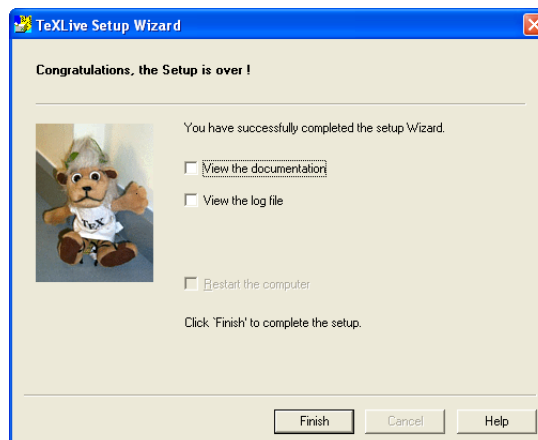 TeXLive Setup Wizard
Congratulations, the Setup is over !
You have successfully completed the setup Wizard.
View the documentation
View the log file
TEX
Restart the computer
Click `Finish' to complete the setup.
Finish
Cancel
Help